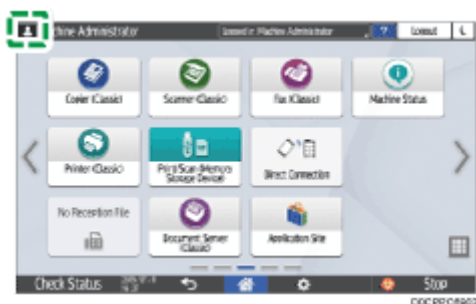 Machine Administrator
Logged in: Machine Administrator
?
Logout
Copier (Classic)
Scanner (Classic)
Fax (Classic)
Machine Status
Printer (Classic)
Print/Scan (Memory
Storage Device)
Direct Connection
No Reception File
Document Server
(Classic)
Application Site
Check Status
Stop